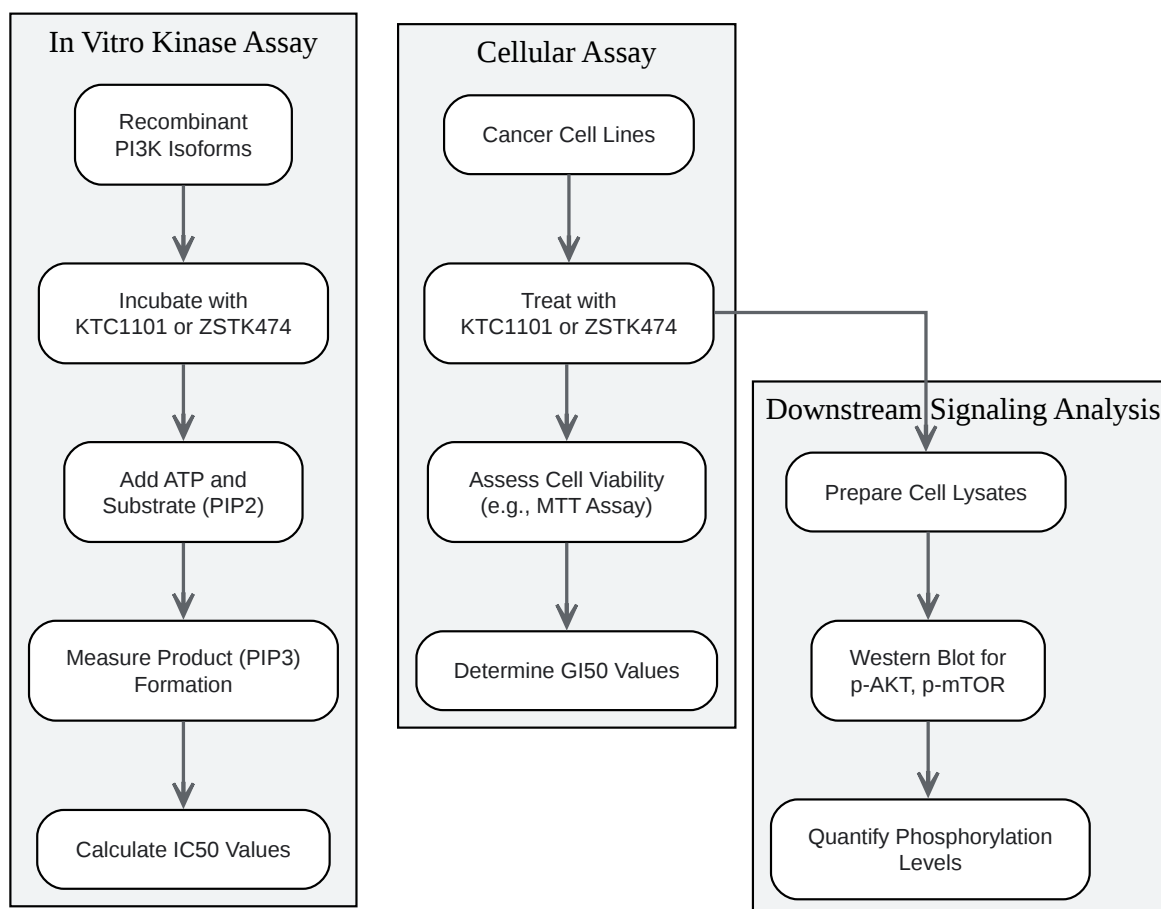 In Vitro Kinase Assay
Recombinant
PI3K Isoforms
Incubate with
KTC1101 or ZSTK474
Add ATP and
Substrate (PIP2)
Measure Product (PIP3)
Formation
Calculate IC50 Values
Cellular Assay
Cancer Cell Lines
Treat with
KTC1101 or ZSTK474
Assess Cell Viability
(e.g., MTT Assay)
Determine GI50 Values
Downstream Signaling Analysis
Prepare Cell Lysates
Western Blot for
p-AKT, p-mTOR
Quantify Phosphorylation
Levels